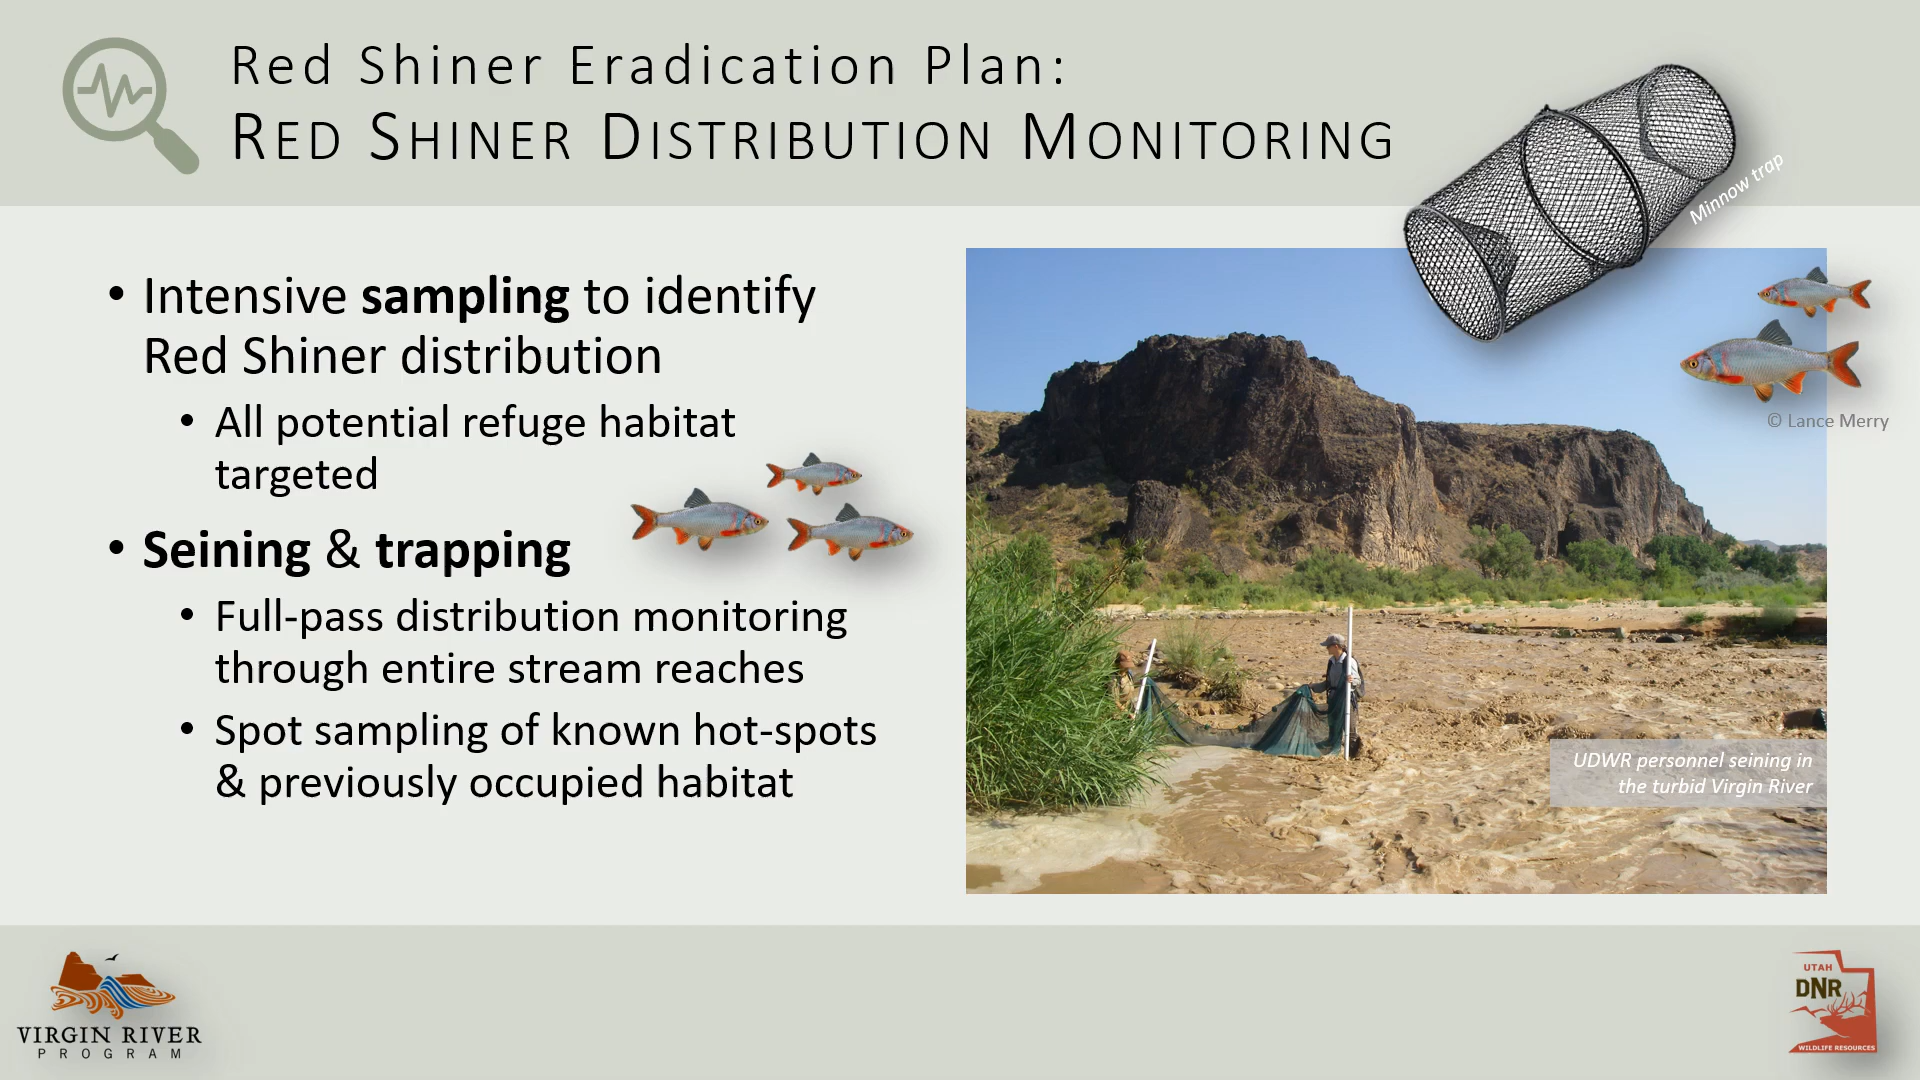 Red Shiner Eradication Plan:
RED SHINER DISTRIBUTION MONITORING
Minnow trap
• Intensive sampling to identify
Red Shiner distribution
• All potential refuge habitat
targeted
• Seining & trapping
• Full-pass distribution monitoring
through entire stream reaches
• Spot sampling of known hot-spots
& previously occupied habitat
© Lance Merry
UDWR personnel seining in
the turbid Virgin River
VIRGIN RIVER
PROGRAM
UTAH
DNR
WILDLIFE RESOURCES